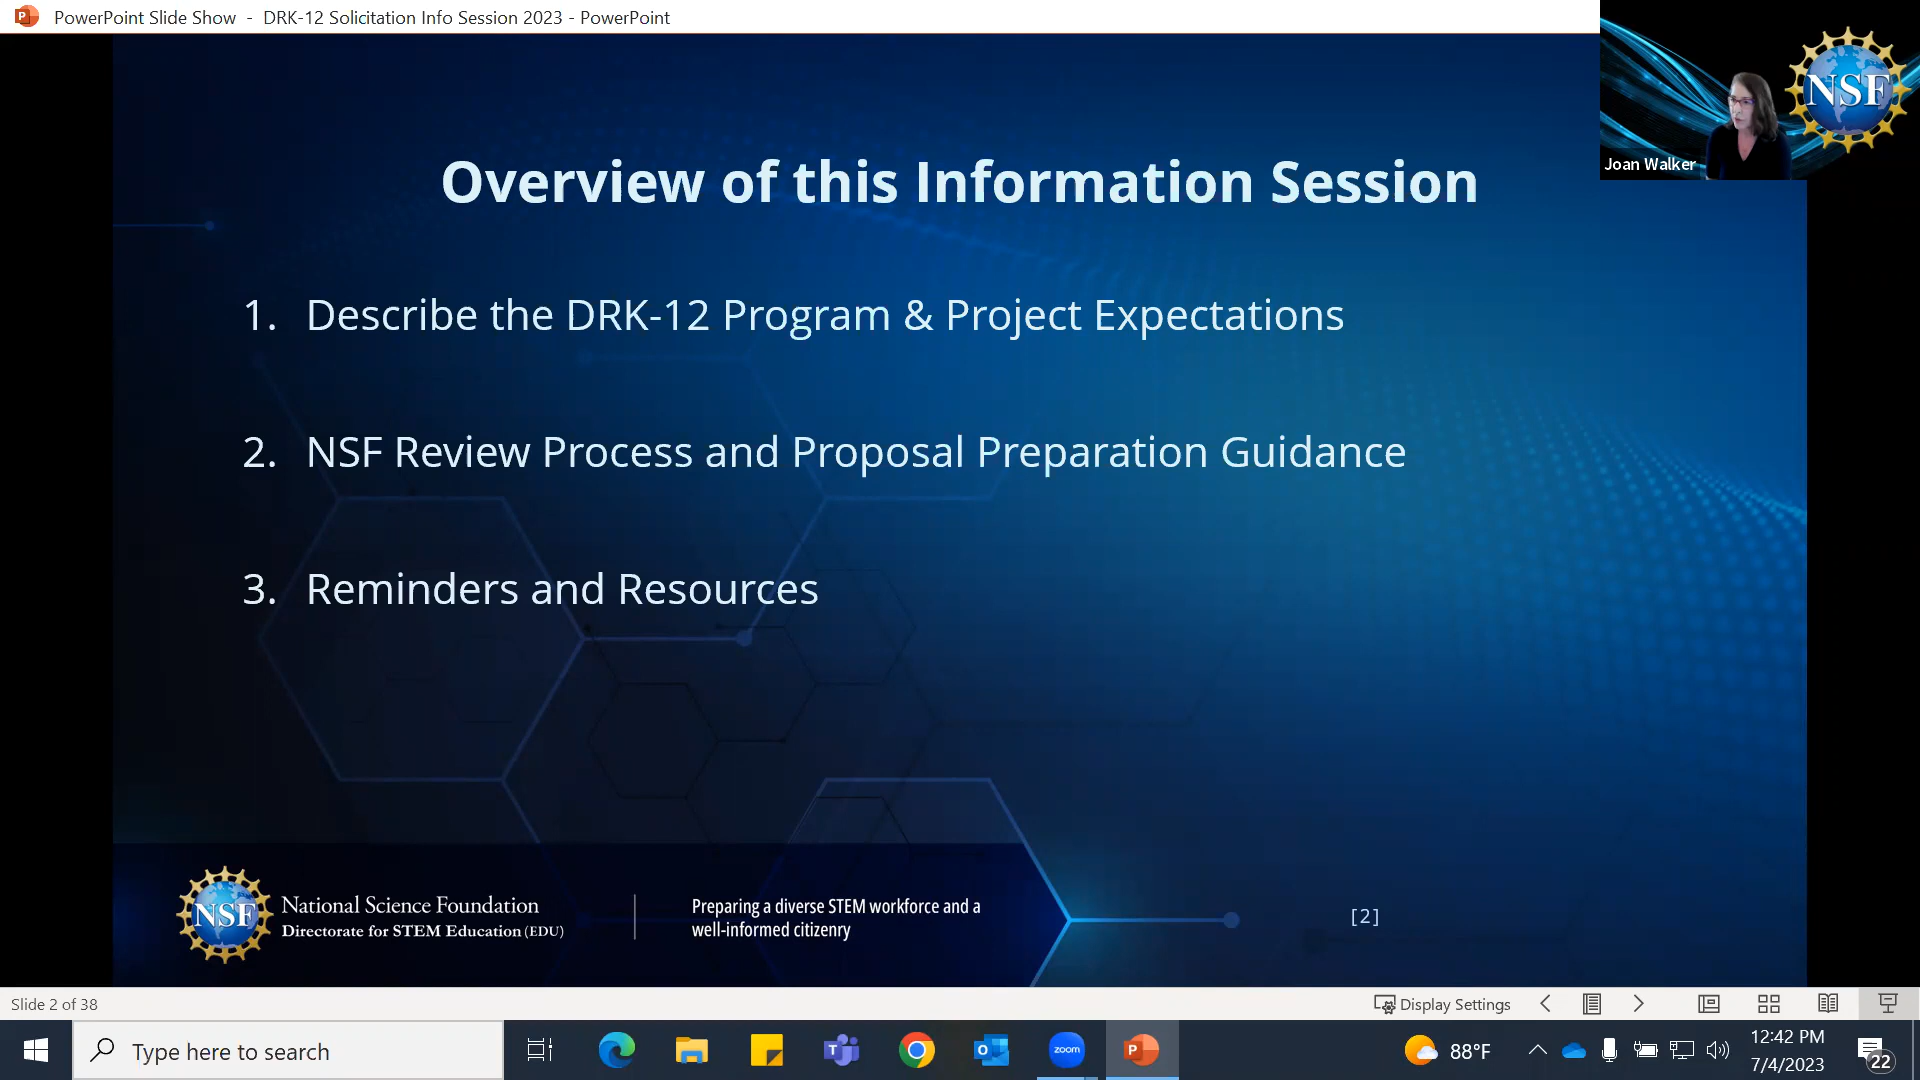 PowerPoint Slide Show - DRK-12 Solicitation Info Session 2023 - PowerPoint
NSF
Joan Walker
Overview of this Information Session
1. Describe the DRK-12 Program & Project Expectations
2. NSF Review Process and Proposal Preparation Guidance
3. Reminders and Resources
NSF
National Science Foundation
Directorate for STEM Education (EDU)
Preparing a diverse STEM workforce and a
well-informed citizenry
[2]
Slide 2 of 38
Display Settings
Type here to search
zoom
88°F
12:42 PM
7/4/2023
22